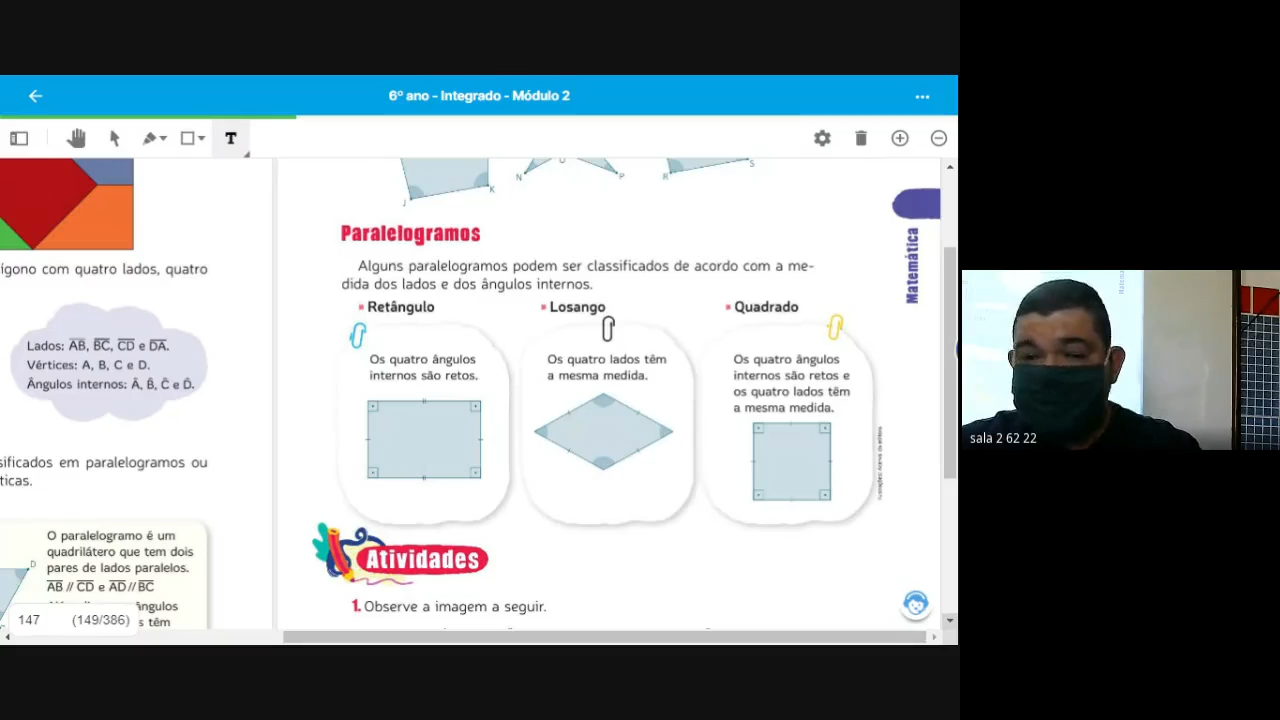 6º ano - Integrado - Módulo 2
T
ígono com quatro lados, quatro
Lados: AB, BC, CD e DA.
Vértices: A, B, C e D.
Ângulos internos: Â, B̂, Ĉ e D̂.
sificados em paralelogramos ou
ticas.
D
O paralelogramo é um
quadrilátero que tem dois
pares de lados paralelos.
AB // CD e AD // BC
ângulos
s têm
147 (149/386)
J K N O P R S
Paralelogramos
Alguns paralelogramos podem ser classificados de acordo com a me-
dida dos lados e dos ângulos internos.
Retângulo
Os quatro ângulos
internos são retos.
Losango
Os quatro lados têm
a mesma medida.
Quadrado
Os quatro ângulos
internos são retos e
os quatro lados têm
a mesma medida.
Atividades
1. Observe a imagem a seguir.
Matemática
sala 2 62 22